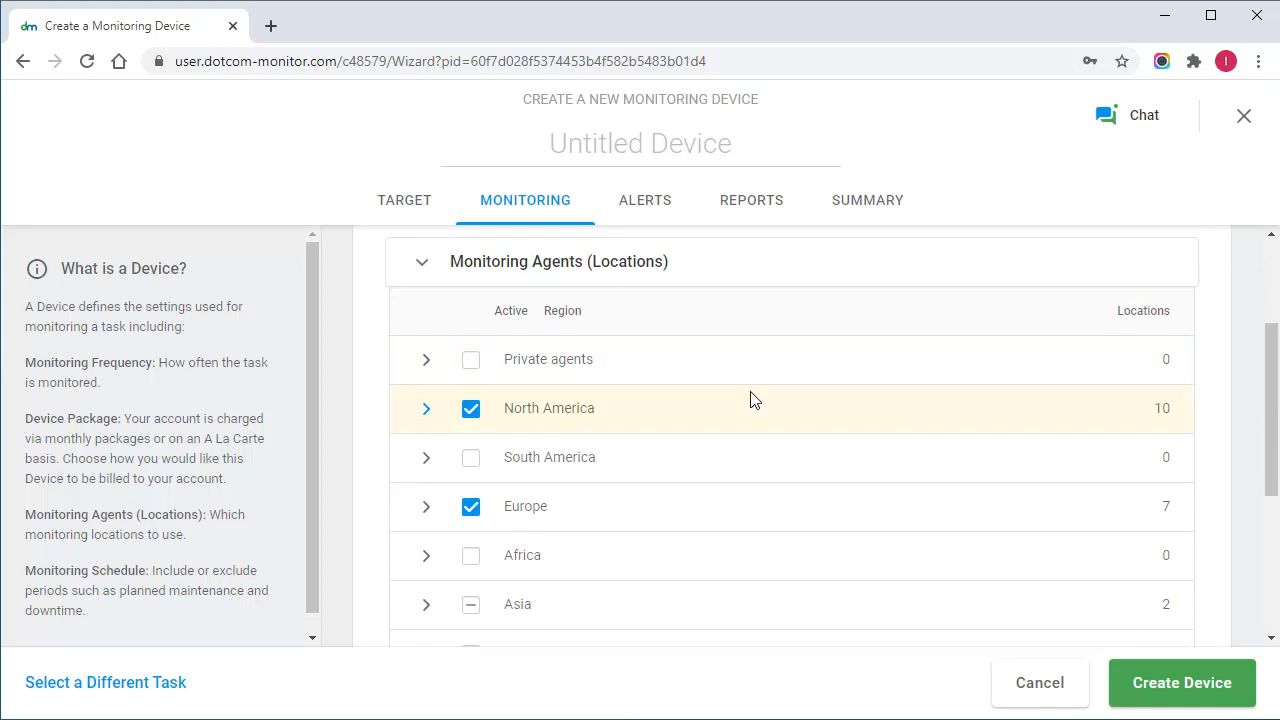 dm Create a Monitoring Device
user.dotcom-monitor.com/c48579/Wizard?pid=60f7d023f5374453b4f582b5483b01d4
I
CREATE A NEW MONITORING DEVICE
Untitled Device
Chat
TARGET MONITORING ALERTS REPORTS SUMMARY
What is a Device?
A Device defines the settings used for
monitoring a task including:
Monitoring Frequency: How often the task
is monitored.
Device Package: Your account is charged
via monthly packages or on an A La Carte
basis. Choose how you would like this
Device to be billed to your account.
Monitoring Agents (Locations): Which
monitoring locations to use.
Monitoring Schedule: Include or exclude
periods such as planned maintenance and
downtime.
Monitoring Agents (Locations)
Active Region Locations
Private agents 0
North America 10
South America 0
Europe 7
Africa 0
Asia 2
Select a Different Task
Cancel
Create Device